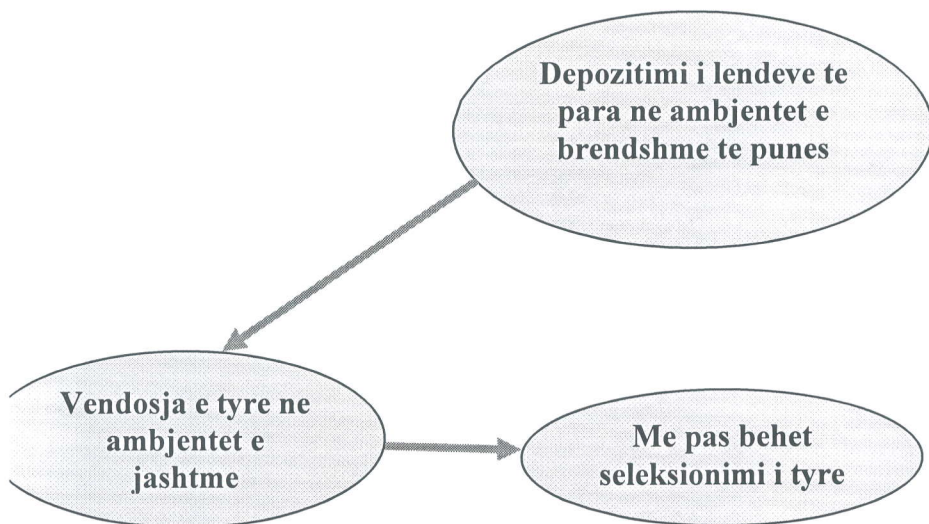 Depozitimi i lendeve te
para ne ambjentet e
brendshme te punes
Vendosja e tyre ne
ambjentet e
jashtme
Me pas behet
seleksionimi i tyre